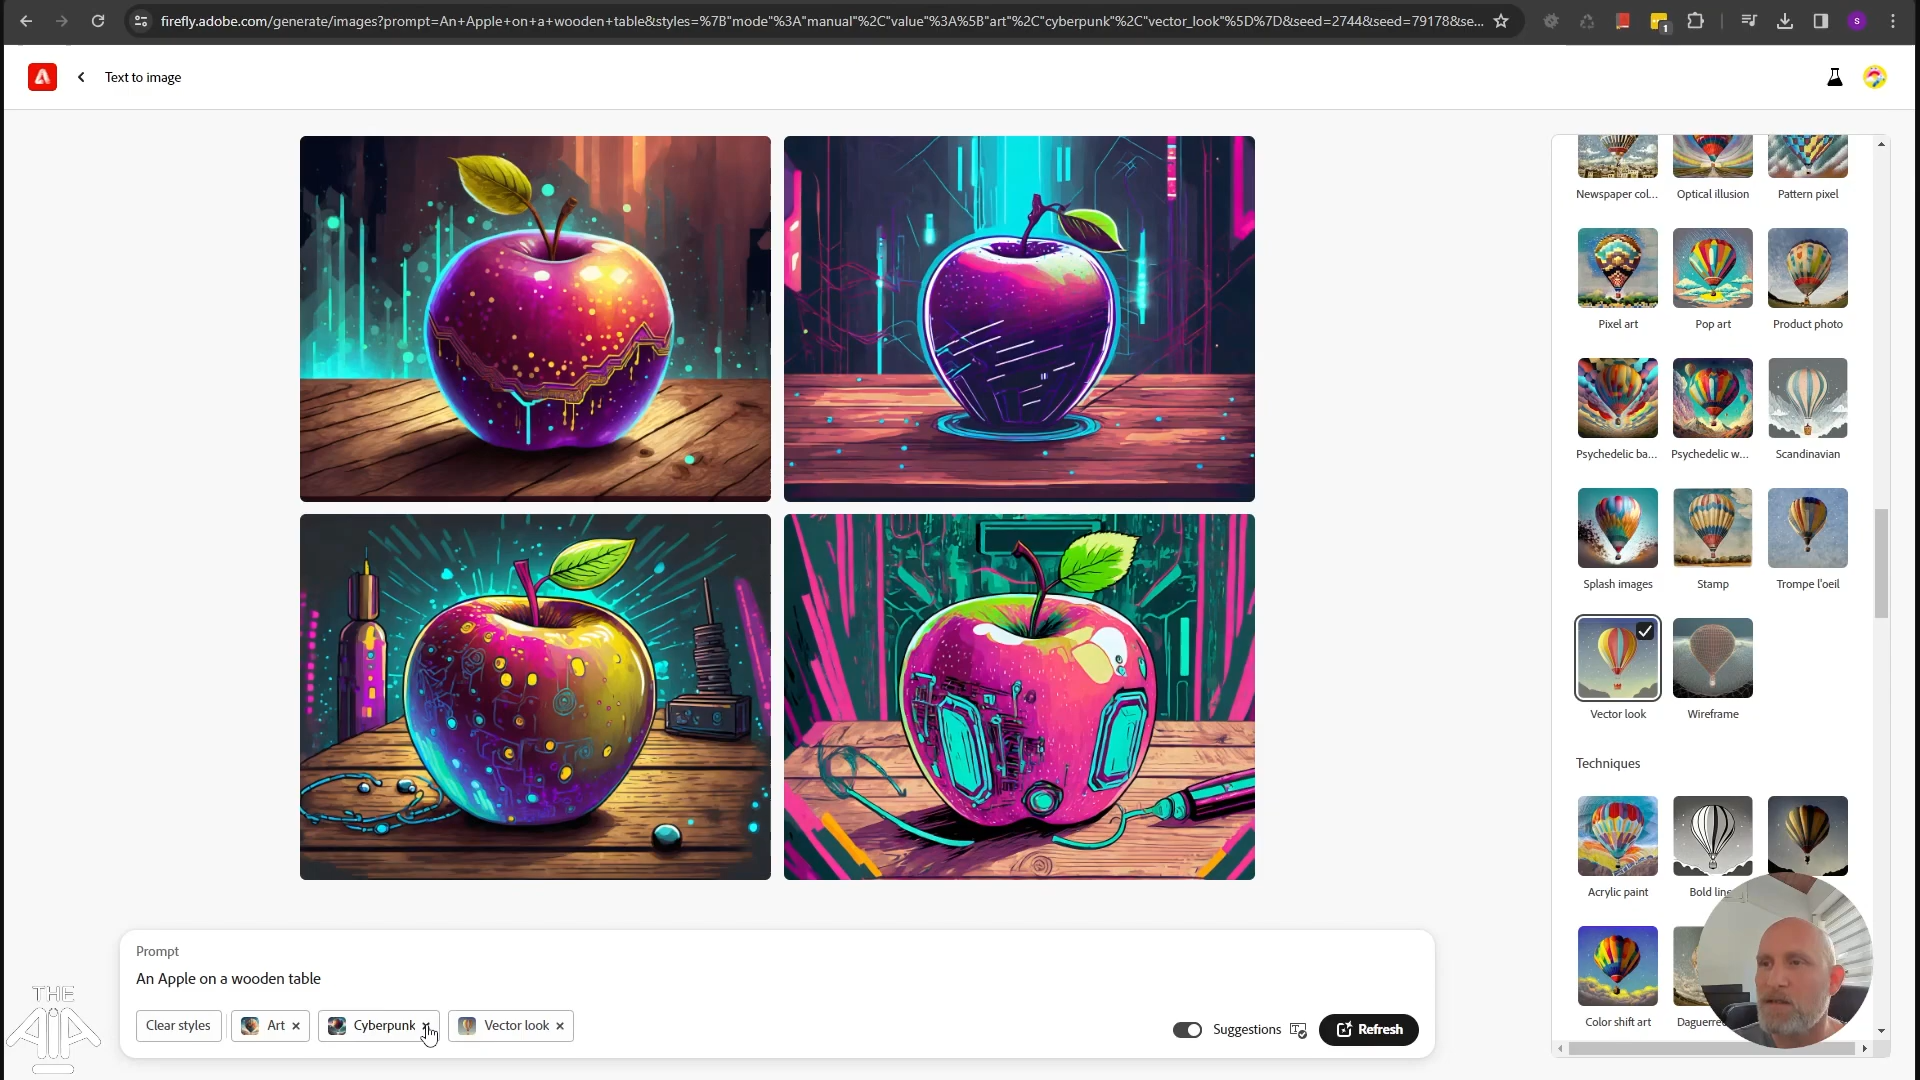 firefly.adobe.com/generate/images?prompt=An+Apple+on+a+wooden+table&styles=%7B"mode"%3A"manual"%2C"value"%3A%5B"art"%2C"cyberpunk"%2C"vector_look"%5D%7D&seed=2744&seed=79178&se...
1
S
Text to image
Newspaper col...
Optical illusion
Pattern pixel
Pixel art
Pop art
Product photo
Psychedelic ba...
Psychedelic w...
Scandinavian
Splash images
Stamp
Trompe l'oeil
Vector look
Wireframe
Techniques
Acrylic paint
Bold line
Color shift art
Daguerre
Prompt
An Apple on a wooden table
Clear styles
Art
Cyberpunk
Vector look
Suggestions
Refresh
THE
AIA